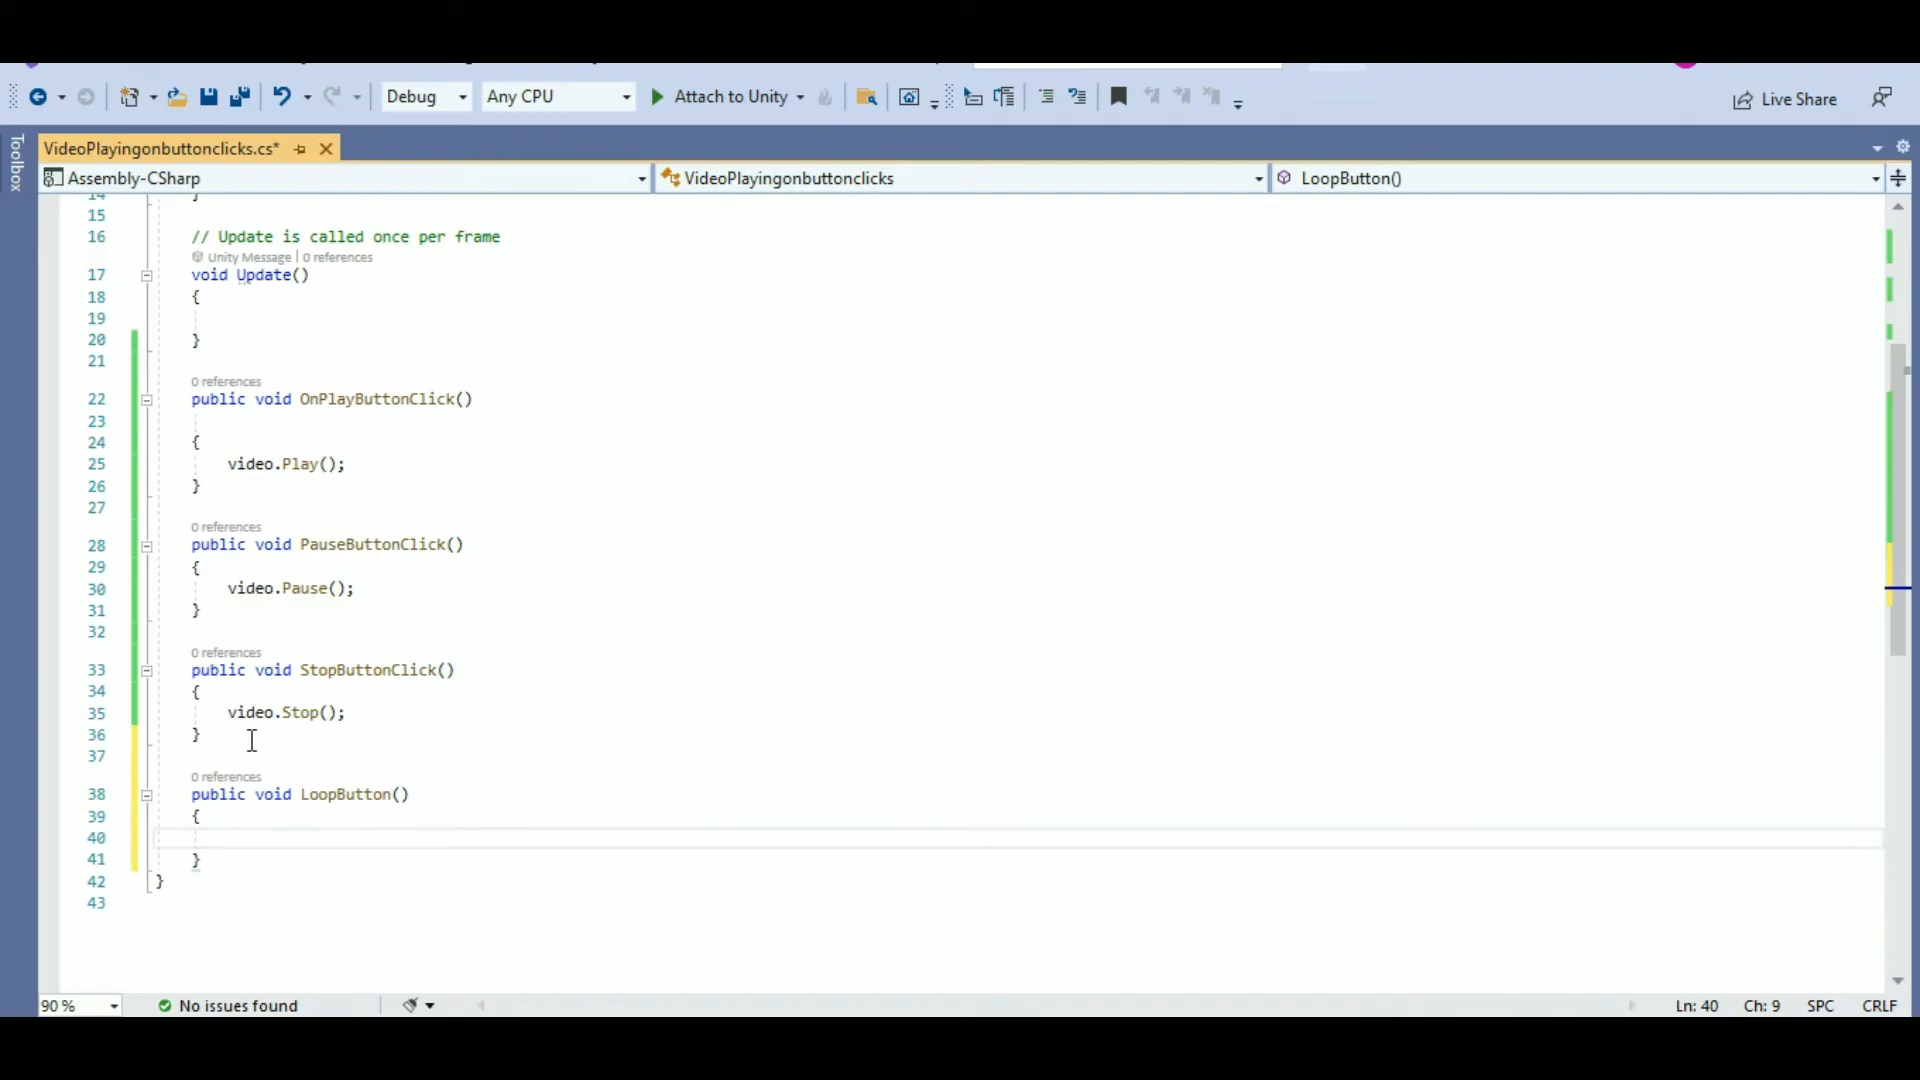 Debug
Any CPU
Attach to Unity
Live Share
Toolbox
VideoPlayingonbuttonclicks.cs*
Assembly-CSharp
VideoPlayingonbuttonclicks
LoopButton()
14 }
15
16 // Update is called once per frame
Unity Message | 0 references
17 void Update()
18 {
19
20 }
21
0 references
22 public void OnPlayButtonClick()
23
24 {
25 video.Play();
26 }
27
0 references
28 public void PauseButtonClick()
29 {
30 video.Pause();
31 }
32
0 references
33 public void StopButtonClick()
34 {
35 video.Stop();
36 }
37
0 references
38 public void LoopButton()
39 {
40
41 }
42 }
43
90 %
No issues found
Ln: 40
Ch: 9
SPC
CRLF